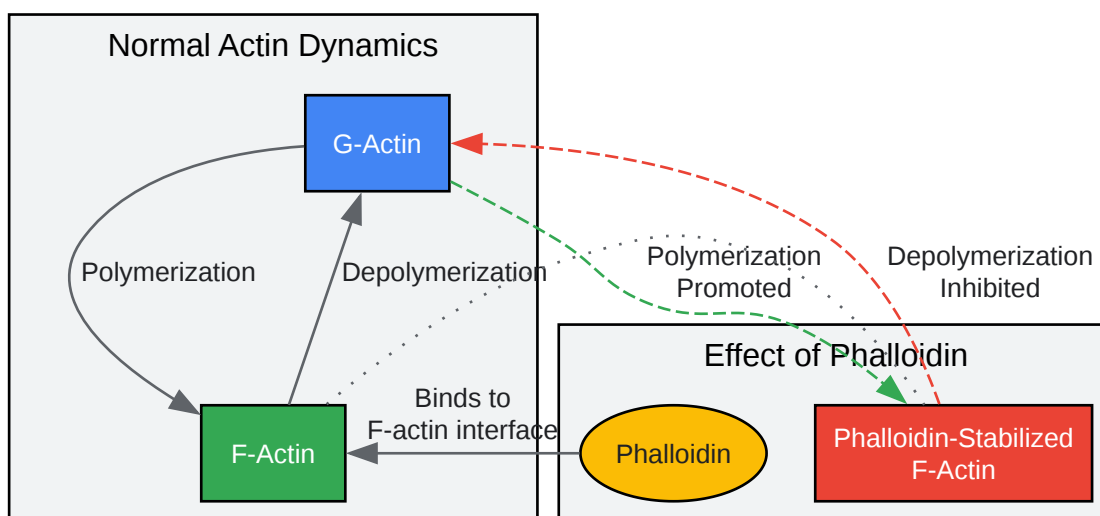 Normal Actin Dynamics
G-Actin
Polymerization
Depolymerization
Polymerization
Promoted
Depolymerization
Inhibited
Effect of Phalloidin
Binds to
F-actin interface
F-Actin
Phalloidin
Phalloidin-Stabilized
F-Actin